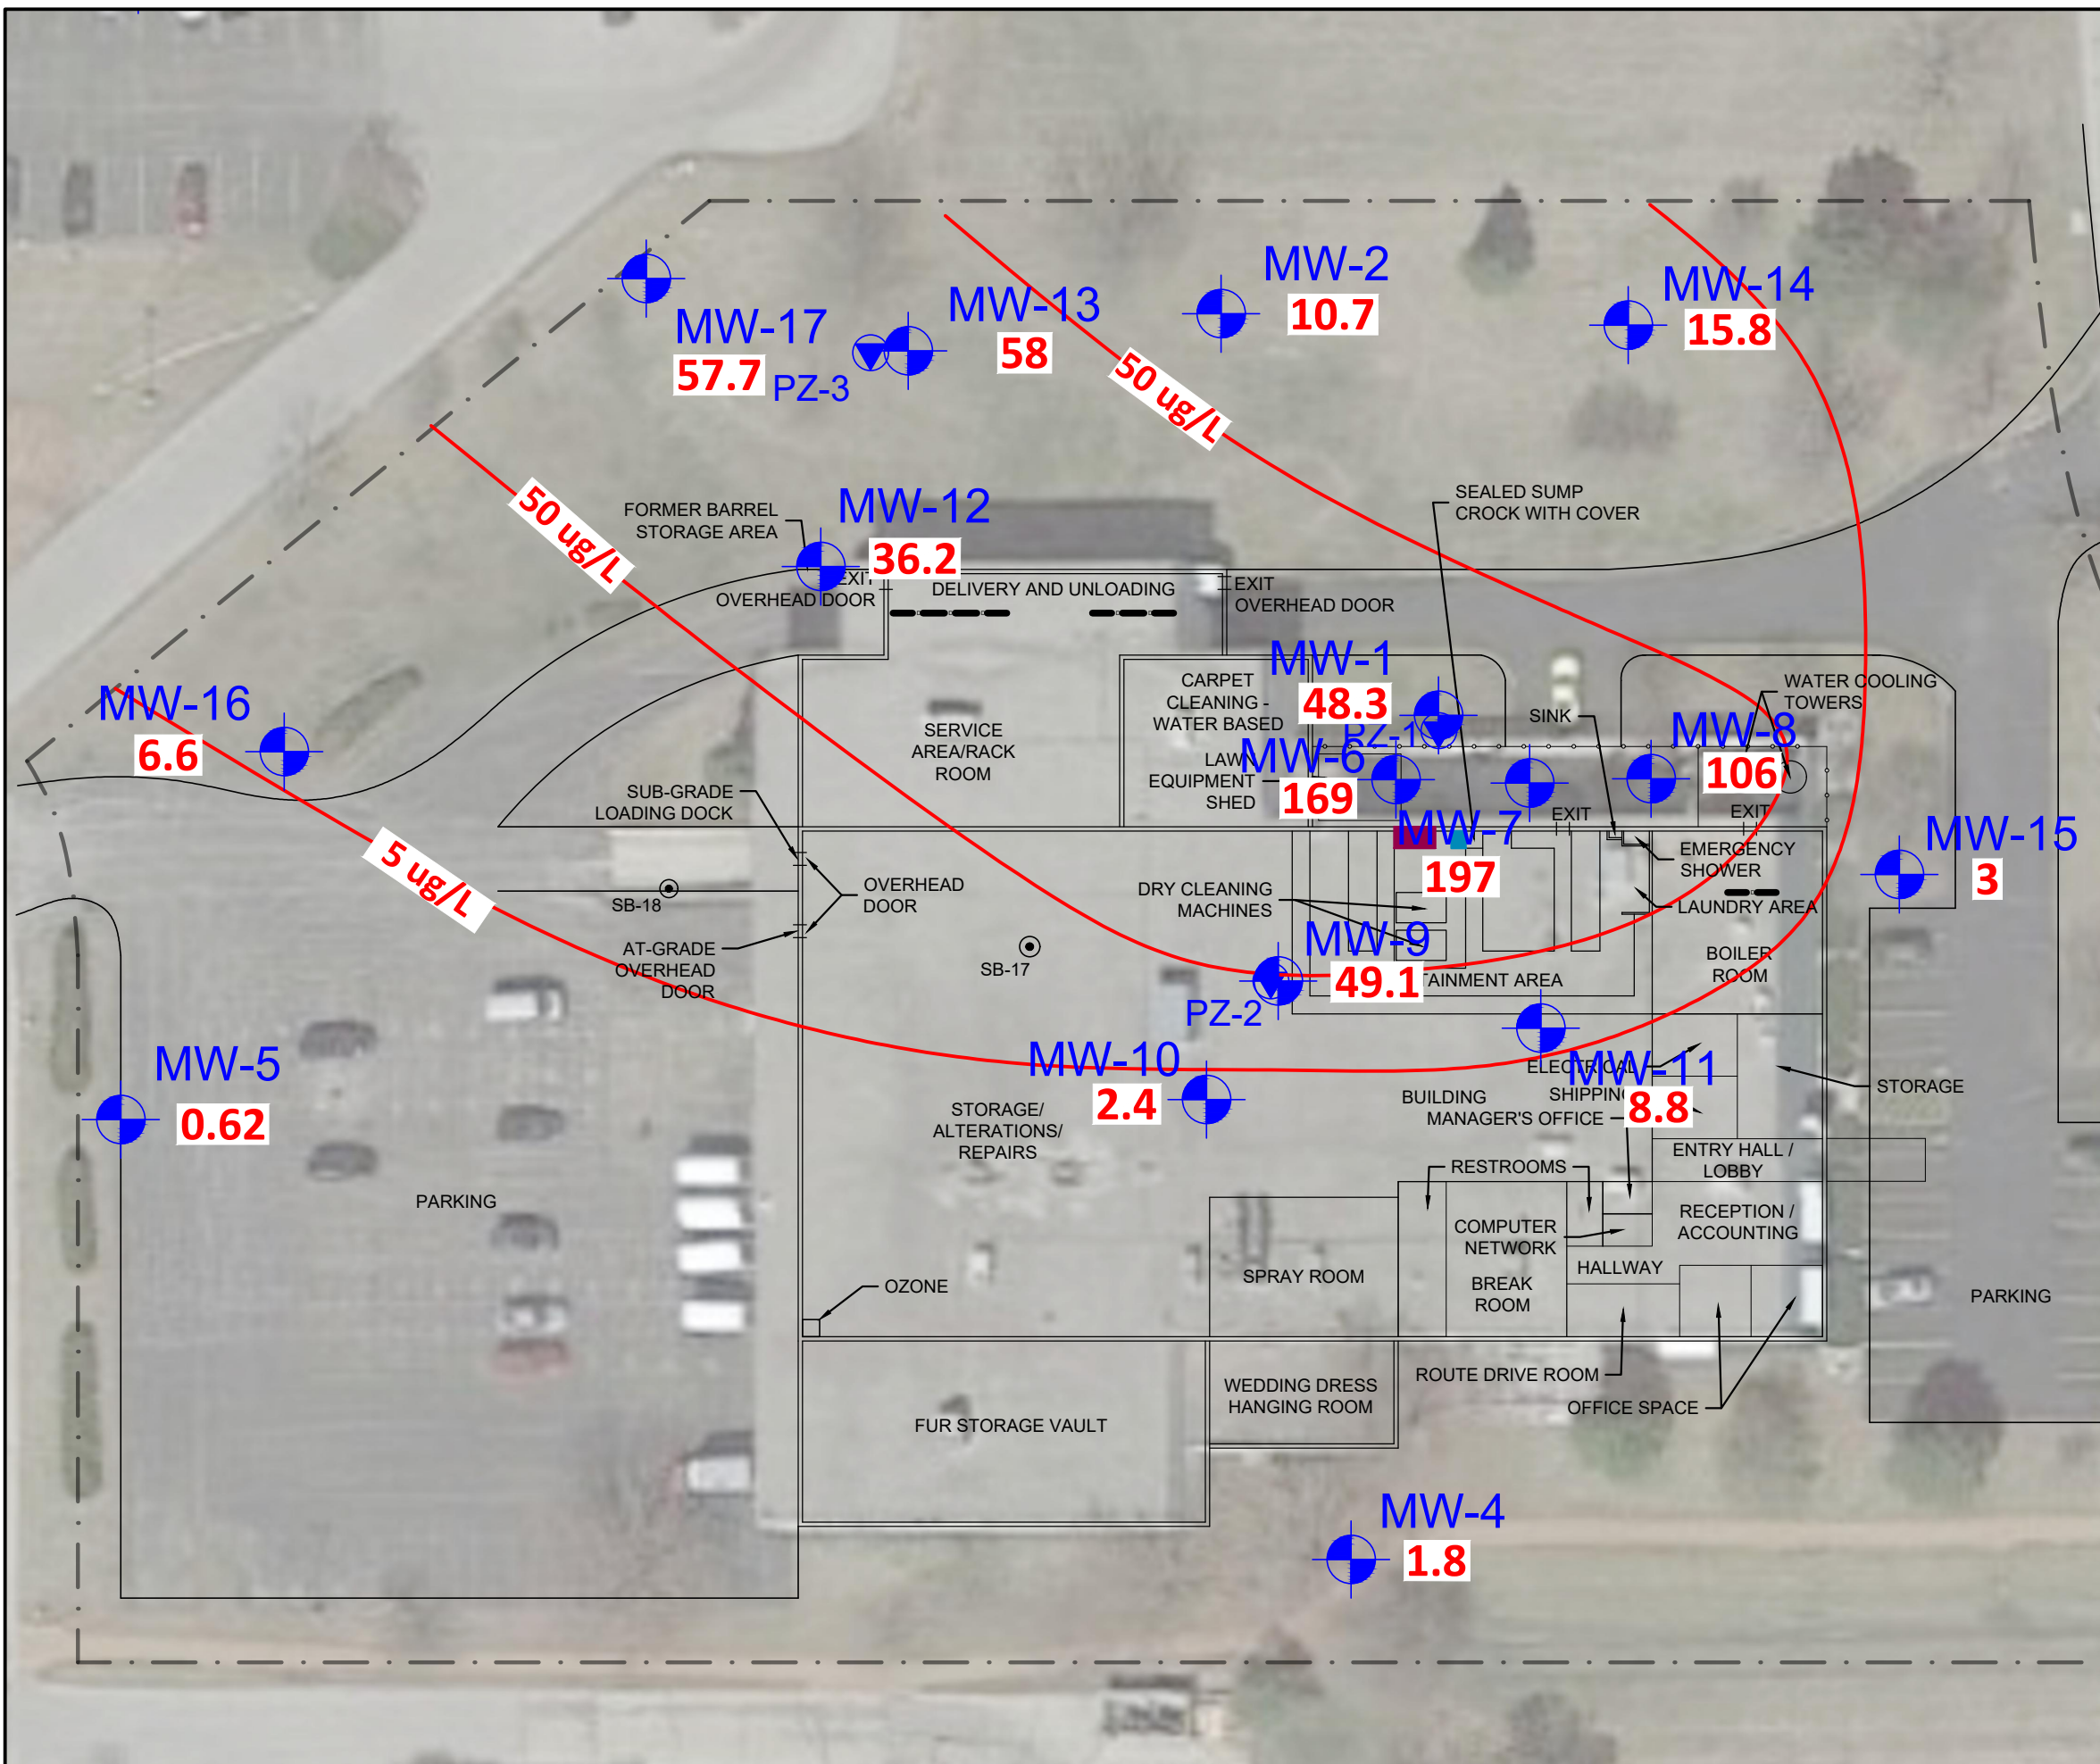 MW-2
10.7
MW-14
15.8
MW-13
58
MW-17
57.7
PZ-3
50 ug/L
50 ug/L
SEALED SUMP
CROCK WITH COVER
FORMER BARREL
STORAGE AREA
MW-12
36.2
EXIT
OVERHEAD DOOR
DELIVERY AND UNLOADING
EXIT
OVERHEAD DOOR
MW-1
48.3
PZ-1
CARPET
CLEANING -
WATER BASED
WATER COOLING
TOWERS
SINK
MW-16
6.6
SERVICE
AREA/RACK
ROOM
MW-6
169
LAWN
EQUIPMENT
SHED
MW-8
106
SUB-GRADE
LOADING DOCK
EXIT
EXIT
MW-7
197
MW-15
3
5 ug/L
EMERGENCY
SHOWER
OVERHEAD
DOOR
SB-18
DRY CLEANING
MACHINES
LAUNDRY AREA
AT-GRADE
OVERHEAD
DOOR
SB-17
MW-9
49.1
TAINMENT AREA
BOILER
ROOM
PZ-2
MW-5
0.62
MW-10
2.4
ELECTRICAL
MW-11
8.8
SHIPPING
STORAGE
BUILDING
MANAGER'S OFFICE
STORAGE/
ALTERATIONS/
REPAIRS
ENTRY HALL /
LOBBY
RESTROOMS
PARKING
RECEPTION /
ACCOUNTING
COMPUTER
NETWORK
HALLWAY
SPRAY ROOM
BREAK
ROOM
OZONE
PARKING
ROUTE DRIVE ROOM
WEDDING DRESS
HANGING ROOM
OFFICE SPACE
FUR STORAGE VAULT
MW-4
1.8